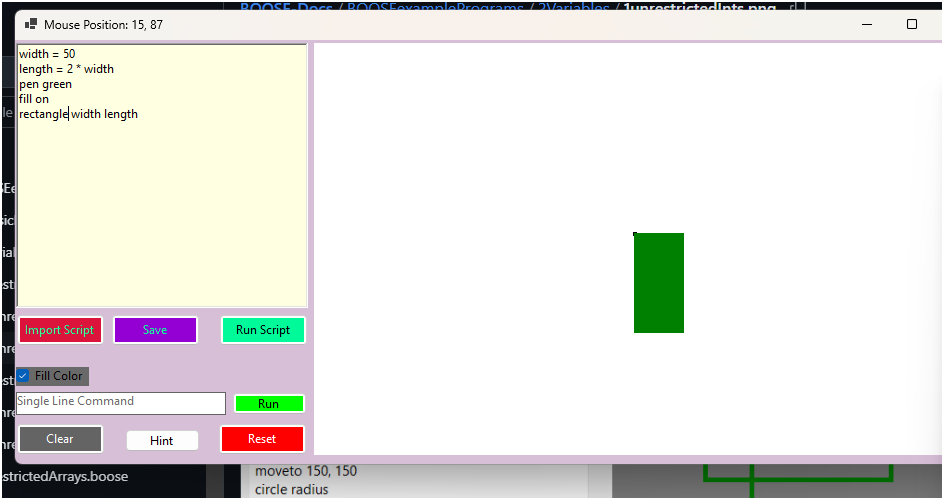 BOOSE-Docs / BOOSEexamplePrograms / 2Variables / 1unrestrictedInts.png
Mouse Position: 15, 87
width = 50
length = 2 * width
pen green
fill on
rectangle width length
Import Script
Save
Run Script
Fill Color
Single Line Command
Run
Clear
Hint
Reset
strictedArrays.boose
moveto 150, 150
circle radius